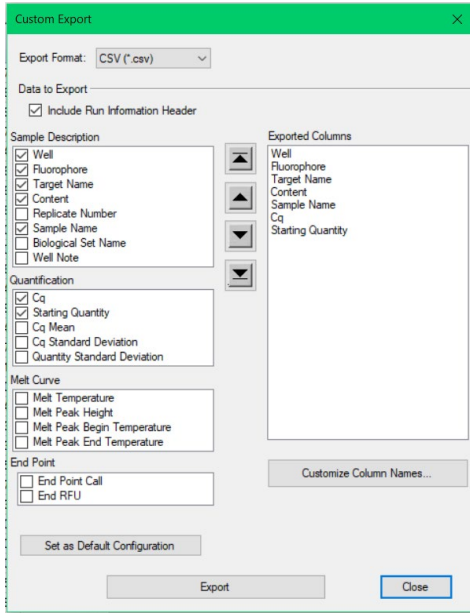 Custom Export
Export Format: CSV (*.csv)
Data to Export
Include Run Information Header
Sample Description
Well
Fluorophore
Target Name
Content
Replicate Number
Sample Name
Biological Set Name
Well Note
Quantification
Cq
Starting Quantity
Cq Mean
Cq Standard Deviation
Quantity Standard Deviation
Melt Curve
Melt Temperature
Melt Peak Height
Melt Peak Begin Temperature
Melt Peak End Temperature
End Point
End Point Call
End RFU
Exported Columns
Well
Fluorophore
Target Name
Content
Sample Name
Cq
Starting Quantity
Customize Column Names...
Set as Default Configuration
Export
Close